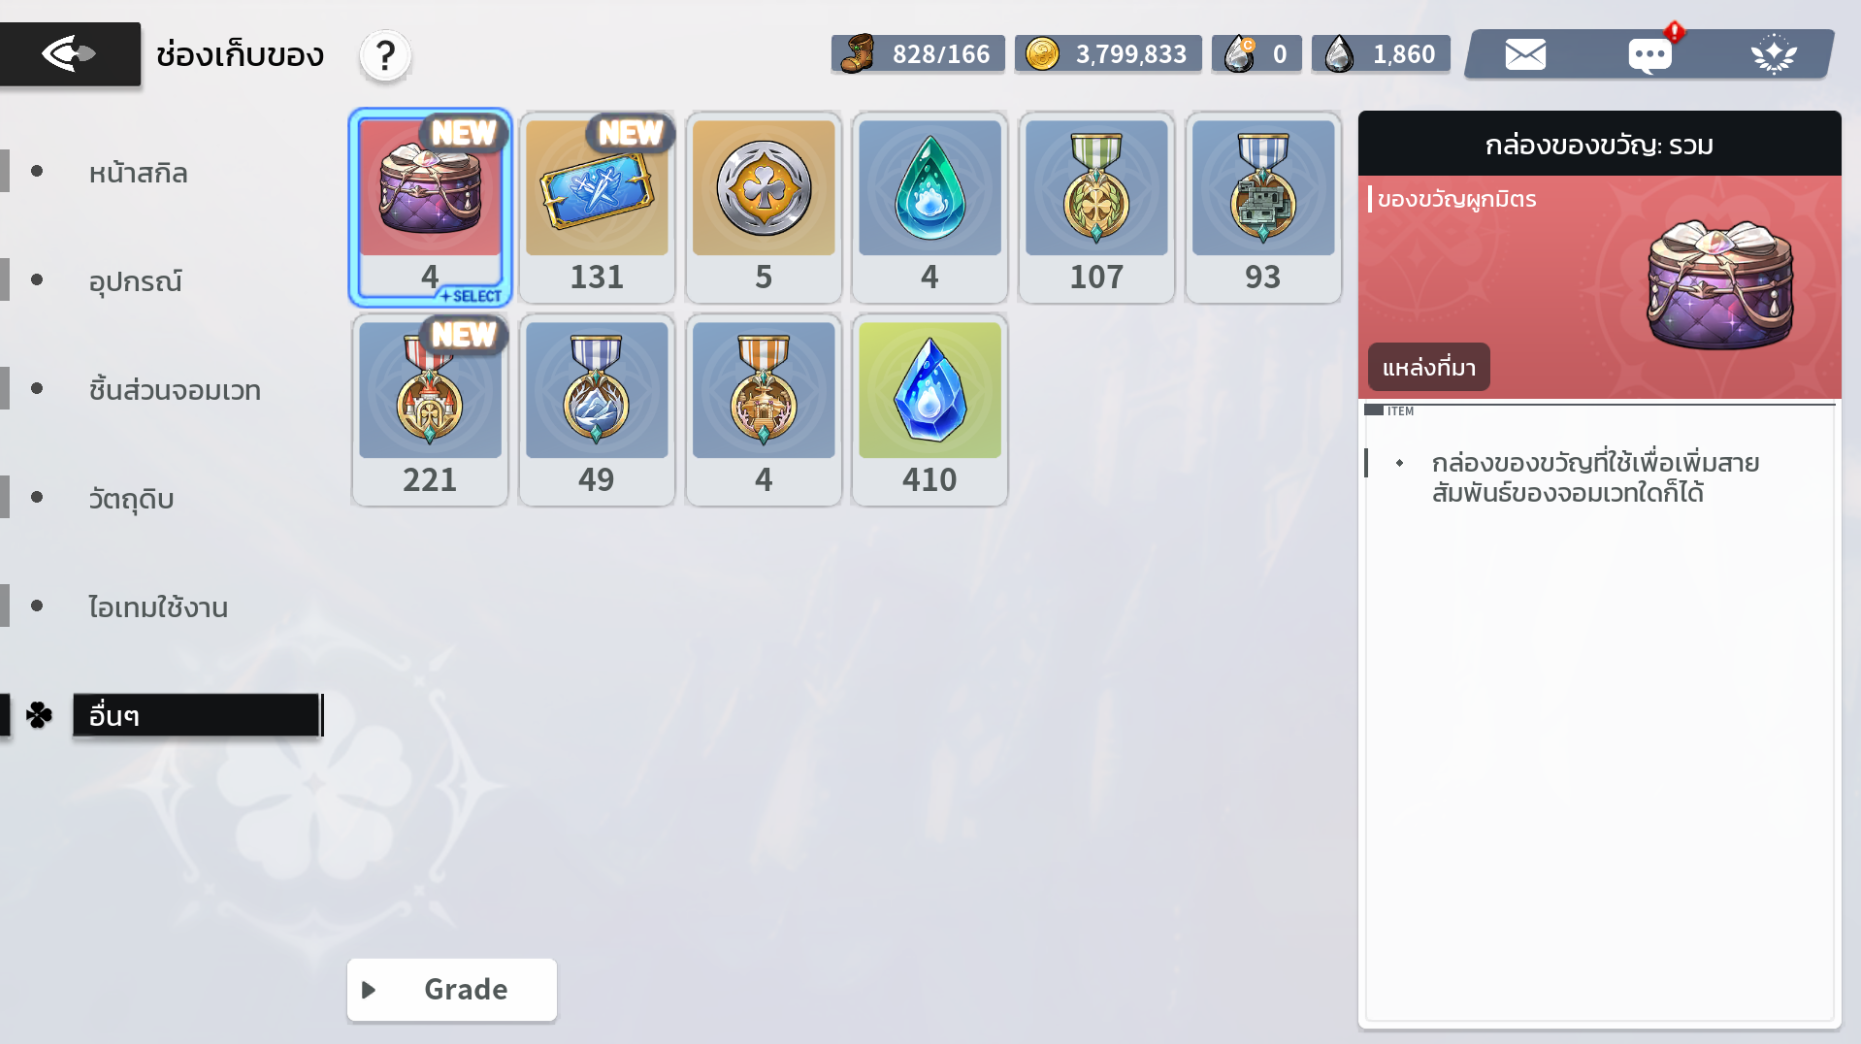 ช่องเก็บของ
?
828/166
3,799,833
0
1,860
หน้าสกิล
อุปกรณ์
ชิ้นส่วนจอมเวท
วัตถุดิบ
ไอเทมใช้งาน
อื่นๆ
NEW
4
SELECT
NEW
131
5
4
107
93
NEW
221
49
4
410
Grade
กล่องของขวัญ: รวม
ของขวัญผูกมิตร
แหล่งที่มา
ITEM
กล่องของขวัญที่ใช้เพื่อเพิ่มสาย
สัมพันธ์ของจอมเวทใดก็ได้